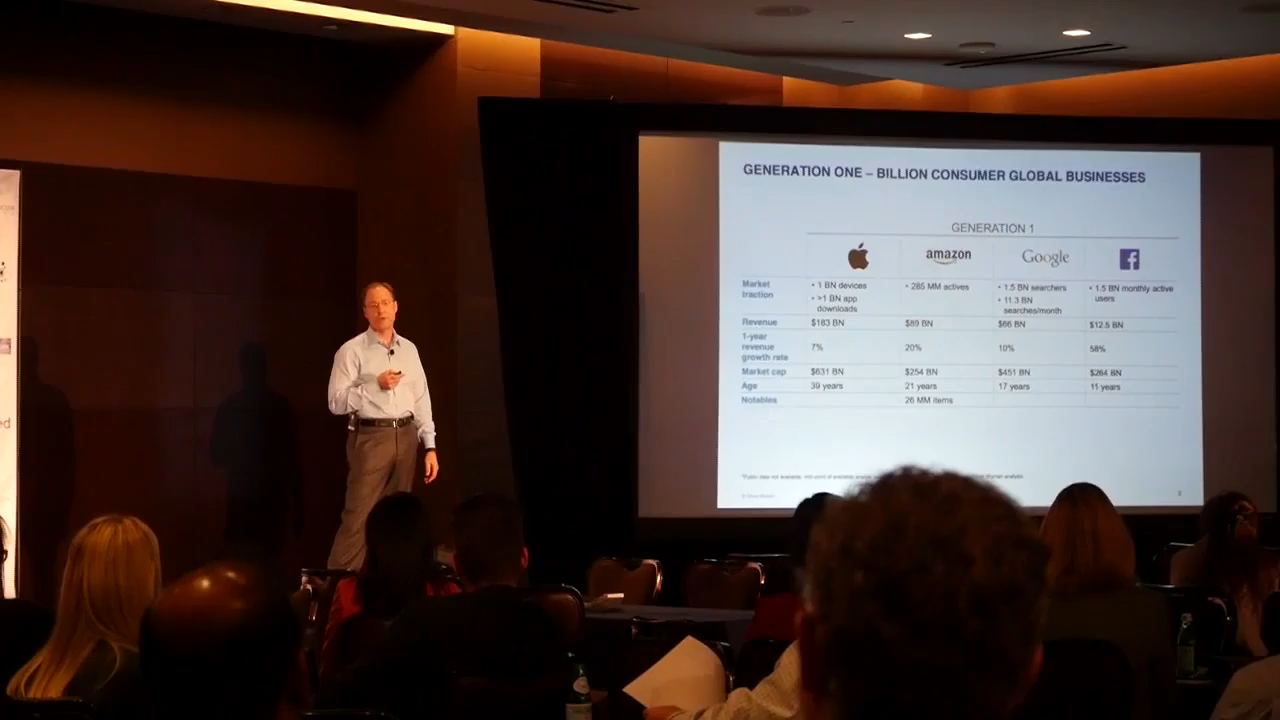 GENERATION ONE – BILLION CONSUMER GLOBAL BUSINESSES
GENERATION 1
amazon Google f
Market traction • 1 BN devices • >1 BN app downloads • 285 MM actives • 1.5 BN searchers • 11.3 BN searches/month • 1.5 BN monthly active users
Revenue $183 BN $89 BN $66 BN $12.5 BN
1-year revenue growth rate 7% 20% 10% 58%
Market cap $631 BN $254 BN $451 BN $264 BN
Age 39 years 21 years 17 years 11 years
Notables 26 MM items
ed